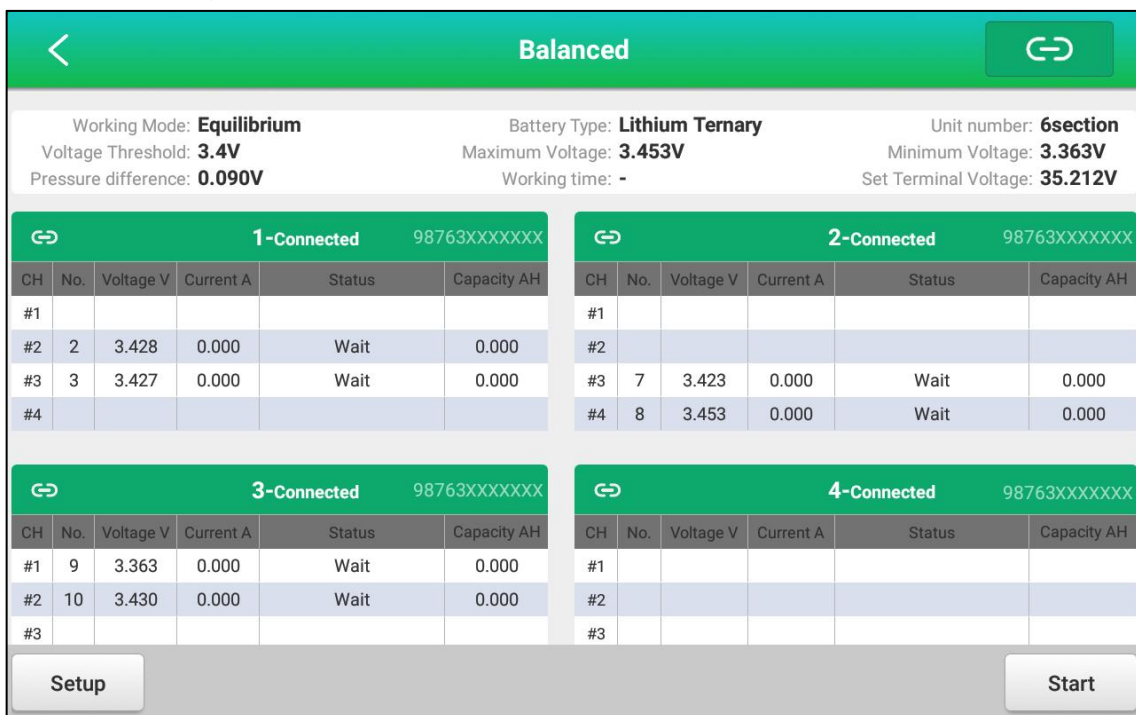 Balanced
Working Mode: Equilibrium Battery Type: Lithium Ternary Unit number: 6section
Voltage Threshold: 3.4V Maximum Voltage: 3.453V Minimum Voltage: 3.363V
Pressure difference: 0.090V Working time: - Set Terminal Voltage: 35.212V
1-Connected 98763XXXXXXX
CH No. Voltage V Current A Status Capacity AH
#1
#2 2 3.428 0.000 Wait 0.000
#3 3 3.427 0.000 Wait 0.000
#4
2-Connected 98763XXXXXXX
CH No. Voltage V Current A Status Capacity AH
#1
#2
#3 7 3.423 0.000 Wait 0.000
#4 8 3.453 0.000 Wait 0.000
3-Connected 98763XXXXXXX
CH No. Voltage V Current A Status Capacity AH
#1 9 3.363 0.000 Wait 0.000
#2 10 3.430 0.000 Wait 0.000
#3
4-Connected 98763XXXXXXX
CH No. Voltage V Current A Status Capacity AH
#1
#2
#3
Setup Start